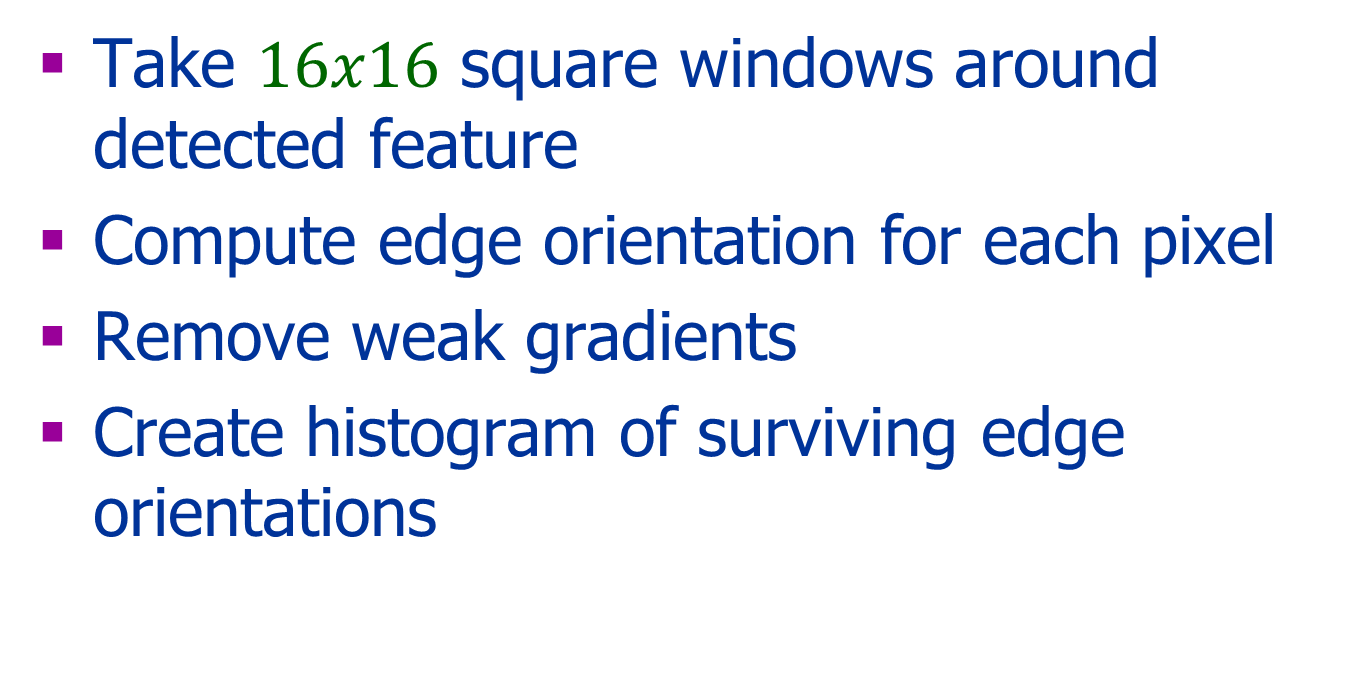 ▪ Take 16x16 square windows around
detected feature
▪ Compute edge orientation for each pixel
▪ Remove weak gradients
▪ Create histogram of surviving edge
orientations